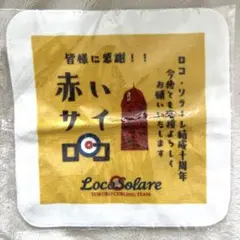 皆様に感謝！！
赤い
サイ
ロコ・ソラーレ結成十周年
今後とも応援よろしく
お願いいたします
LocoSolare
TOKORO CURLING TEAM